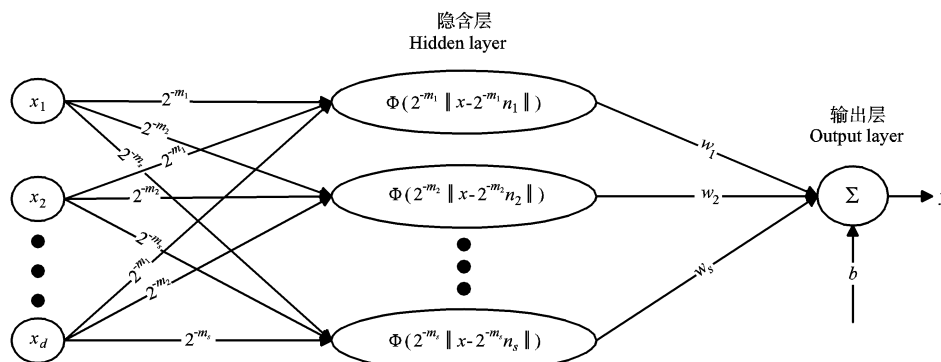 隐含层
Hidden layer
x₁
2^{-m₁}
Φ(2^{-m₁}‖x-2^{-m₁}n₁‖)
输出层
Output layer
2^{-m₂}
2^{-m₁}
2^{-mₛ}
w₁
x₂
2^{-m₂}
Φ(2^{-m₂}‖x-2^{-m₂}n₂‖)
w₂
Σ
2^{-mₛ}
2^{-m₁}
2^{-m₂}
wₛ
b
x_d
2^{-mₛ}
Φ(2^{-mₛ}‖x-2^{-mₛ}nₛ‖)